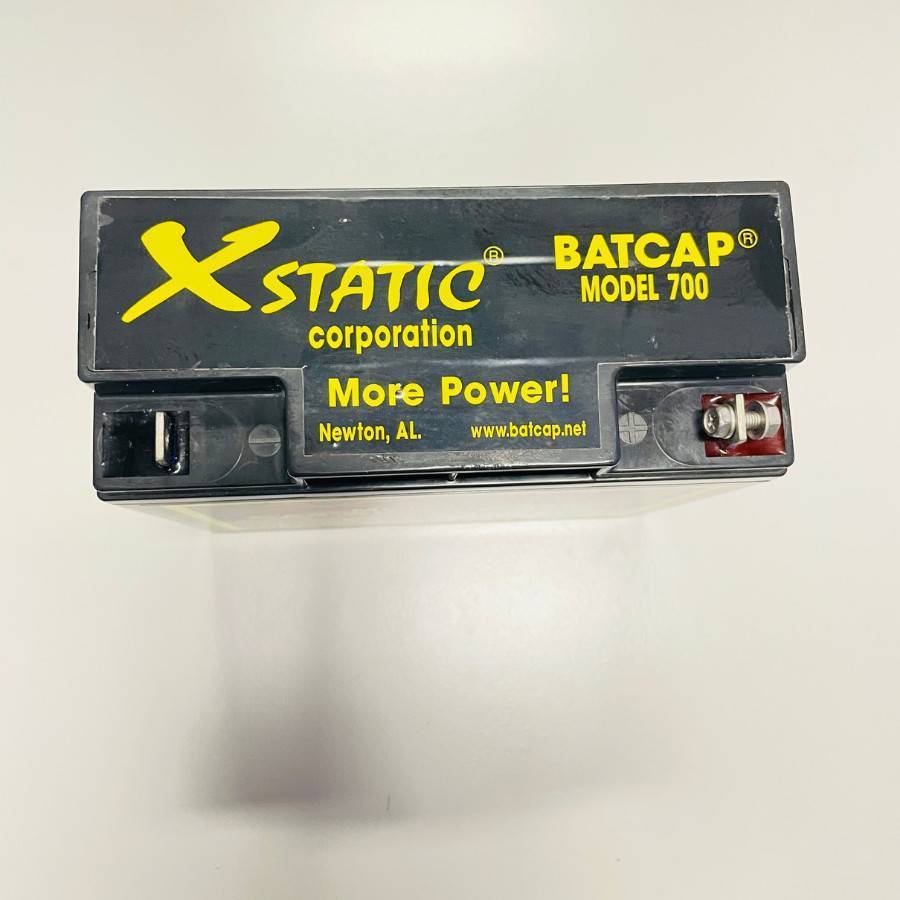 XSTATIC®
corporation
BATCAP®
MODEL 700
More Power!
Newton, AL. www.batcap.net